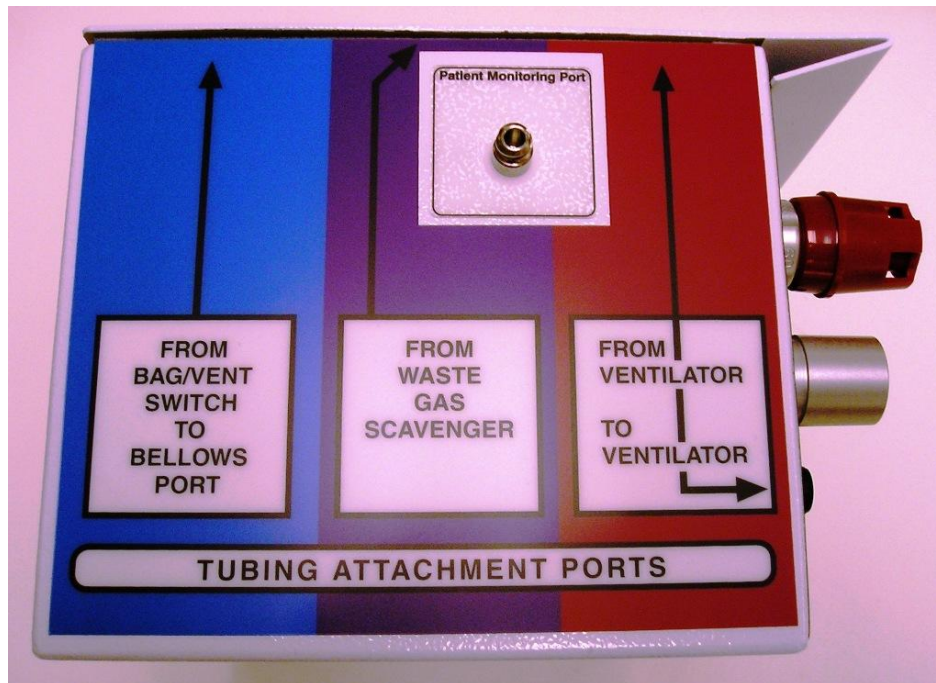 Patient Monitoring Port
FROM
BAG/VENT
SWITCH
TO
BELLOWS
PORT
FROM
WASTE
GAS
SCAVENGER
FROM
VENTILATOR
TO
VENTILATOR
TUBING ATTACHMENT PORTS